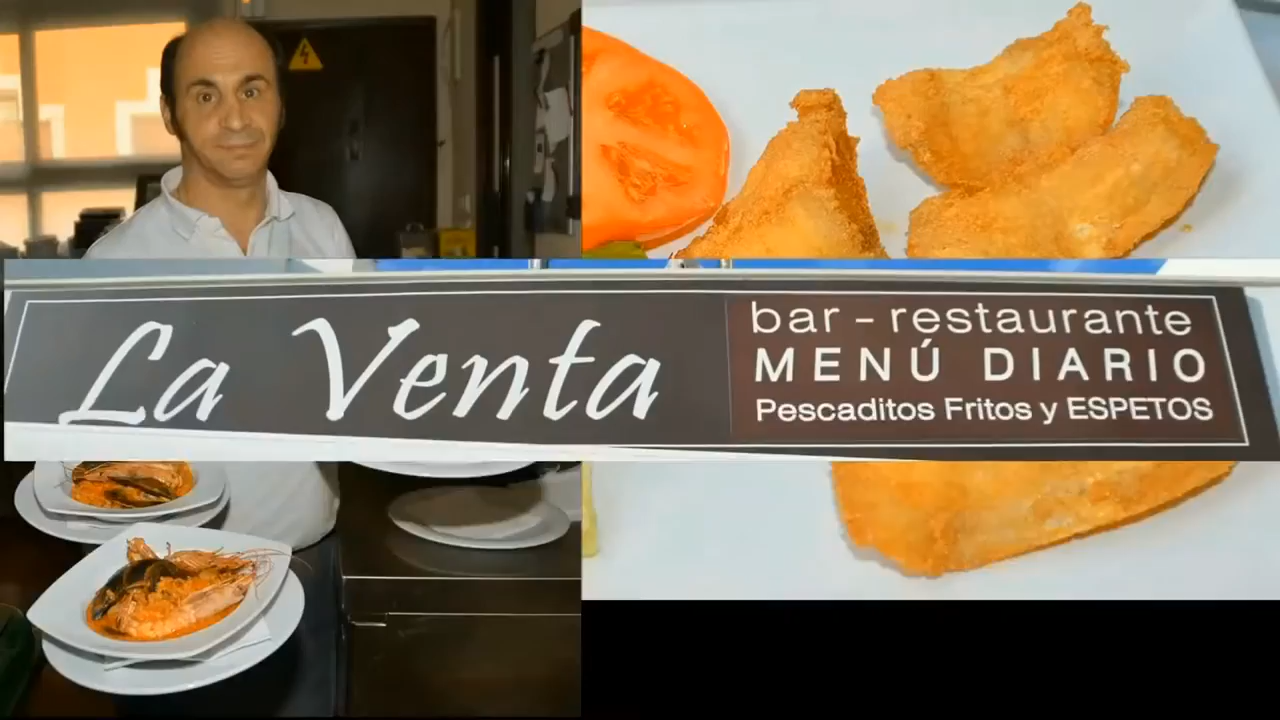 La Venta
bar - restaurante
MENÚ DIARIO
Pescaditos Fritos y ESPETOS